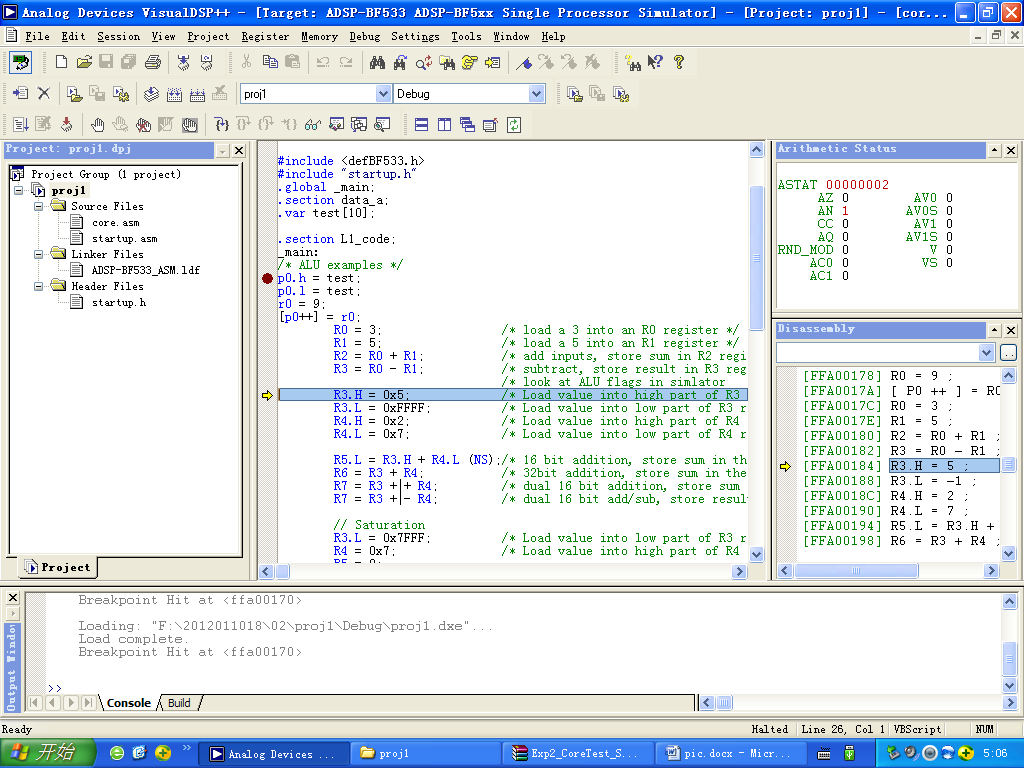 Analog Devices VisualDSP++ - [Target: ADSP-BF533 ADSP-BF5xx Single Processor Simulator] - [Project: proj1] - [cor...
File Edit Session View Project Register Memory Debug Settings Tools Window Help
proj1 Debug
Project: proj1.dpj
Project Group (1 project)
proj1
Source Files
core.asm
startup.asm
Linker Files
ADSP-BF533_ASM.ldf
Header Files
startup.h
Project
#include <defBF533.h>
#include "startup.h"
.global _main;
.section data_a;
.var test[10];
.section L1_code;
_main:
/* ALU examples */
p0.h = test;
p0.l = test;
r0 = 9;
[p0++] = r0;
R0 = 3; /* load a 3 into an R0 register */
R1 = 5; /* load a 5 into an R1 register */
R2 = R0 + R1; /* add inputs, store sum in R2 regi
R3 = R0 - R1; /* subtract, store result in R3 reg
/* look at ALU flags in simlator
R3.H = 0x5; /* Load value into high part of R3
R3.L = 0xFFFF; /* Load value into low part of R3 r
R4.H = 0x2; /* Load value into high part of R4
R4.L = 0x7; /* Load value into low part of R4 r
R5.L = R3.H + R4.L (NS);/* 16 bit addition, store sum in th
R6 = R3 + R4; /* 32bit addition, store sum in the
R7 = R3 +|+ R4; /* dual 16 bit addition, store sum
R7 = R3 +|- R4; /* dual 16 bit add/sub, store resul
// Saturation
R3.L = 0x7FFF; /* Load value into low part of R3 r
R4 = 0x7; /* Load value into high part of R4
Arithmetic Status
ASTAT 00000002
AZ 0 AV0 0
AN 1 AV0S 0
CC 0 AV1 0
AQ 0 AV1S 0
RND_MOD 0 V 0
AC0 0 VS 0
AC1 0
Disassembly
[FFA00178] R0 = 9 ;
[FFA0017A] [ P0 ++ ] = R0
[FFA0017C] R0 = 3 ;
[FFA0017E] R1 = 5 ;
[FFA00180] R2 = R0 + R1 ;
[FFA00182] R3 = R0 - R1 ;
[FFA00184] R3.H = 5 ;
[FFA00188] R3.L = -1 ;
[FFA0018C] R4.H = 2 ;
[FFA00190] R4.L = 7 ;
[FFA00194] R5.L = R3.H +
[FFA00198] R6 = R3 + R4 ;
Output Window
Breakpoint Hit at <ffa00170>
Loading: "F:\2012011018\02\proj1\Debug\proj1.dxe"...
Load complete.
Breakpoint Hit at <ffa00170>
>>
Console Build
Ready Halted Line 26, Col 1 VBScript NUM
开始 Analog Devices ... proj1 Exp2_CoreTest_S... pic.docx - Micr... 5:06